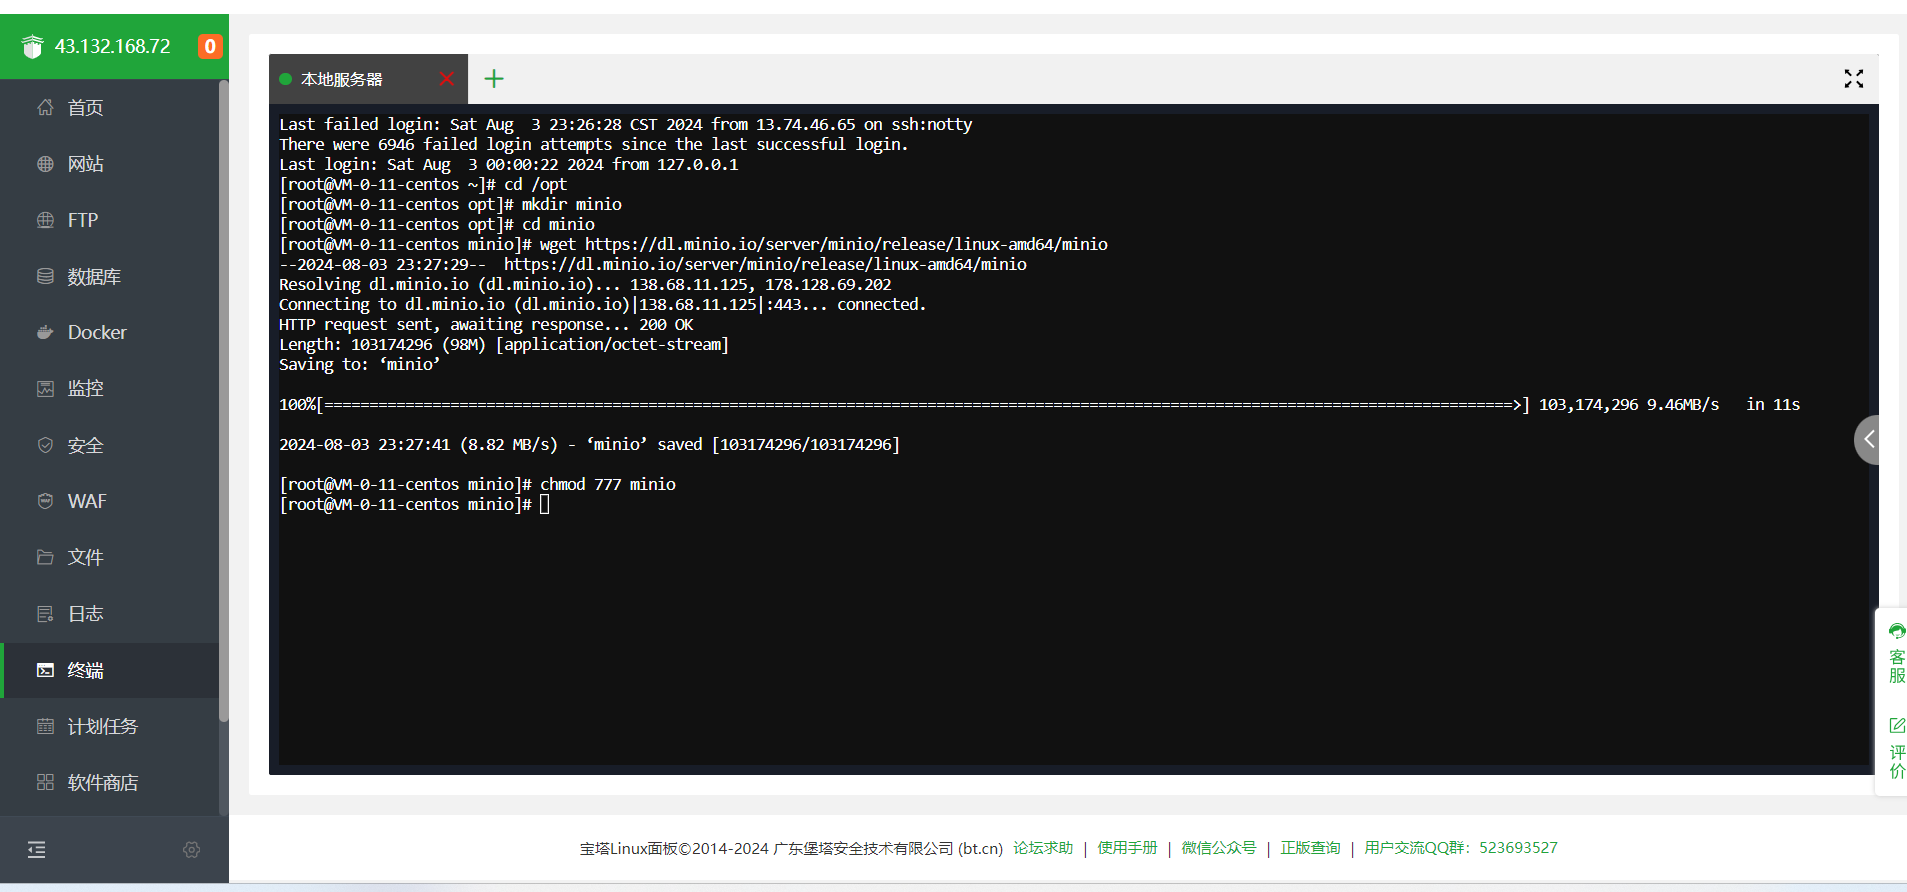 43.132.168.72 0
首页
网站
FTP
数据库
Docker
监控
安全
WAF
文件
日志
终端
计划任务
软件商店
本地服务器
Last failed login: Sat Aug  3 23:26:28 CST 2024 from 13.74.46.65 on ssh:notty
There were 6946 failed login attempts since the last successful login.
Last login: Sat Aug  3 00:00:22 2024 from 127.0.0.1
[root@VM-0-11-centos ~]# cd /opt
[root@VM-0-11-centos opt]# mkdir minio
[root@VM-0-11-centos opt]# cd minio
[root@VM-0-11-centos minio]# wget https://dl.minio.io/server/minio/release/linux-amd64/minio
--2024-08-03 23:27:29--  https://dl.minio.io/server/minio/release/linux-amd64/minio
Resolving dl.minio.io (dl.minio.io)... 138.68.11.125, 178.128.69.202
Connecting to dl.minio.io (dl.minio.io)|138.68.11.125|:443... connected.
HTTP request sent, awaiting response... 200 OK
Length: 103174296 (98M) [application/octet-stream]
Saving to: ‘minio’
100%[====================================================================================================================================>] 103,174,296 9.46MB/s   in 11s
2024-08-03 23:27:41 (8.82 MB/s) - ‘minio’ saved [103174296/103174296]
[root@VM-0-11-centos minio]# chmod 777 minio
[root@VM-0-11-centos minio]#
客服
评价
宝塔Linux面板©2014-2024 广东堡塔安全技术有限公司 (bt.cn) 论坛求助 | 使用手册 | 微信公众号 | 正版查询 | 用户交流QQ群：523693527